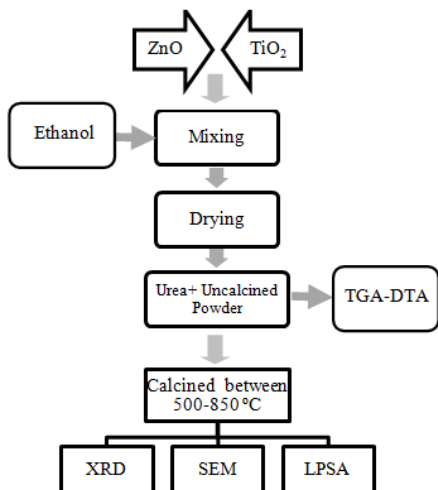 ZnO
TiO₂
Ethanol
Mixing
Drying
Urea+ Uncalcined
Powder
TGA-DTA
Calcined between
500-850 ºC
XRD
SEM
LPSA